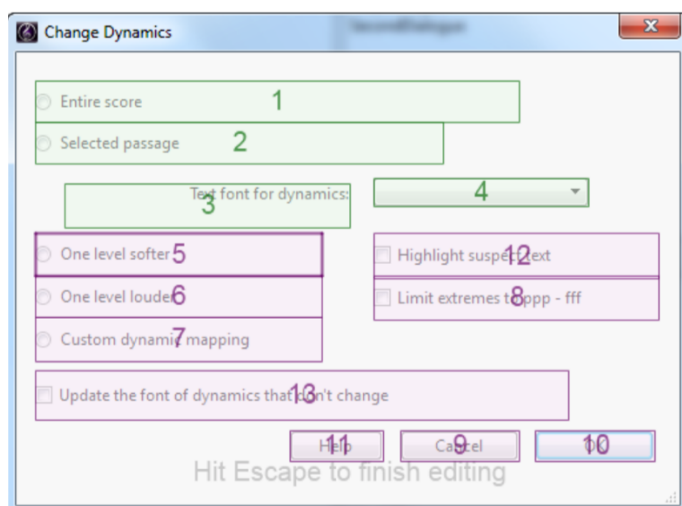 Change Dynamics
Entire score 1
Selected passage 2
Text font for dynamics: 3
4
One level softer 5
Highlight suspect text 12
One level louder 6
Limit extremes to ppp - fff 8
Custom dynamic mapping 7
Update the font of dynamics that don't change 13
Help 11
Cancel 9
OK 10
Hit Escape to finish editing